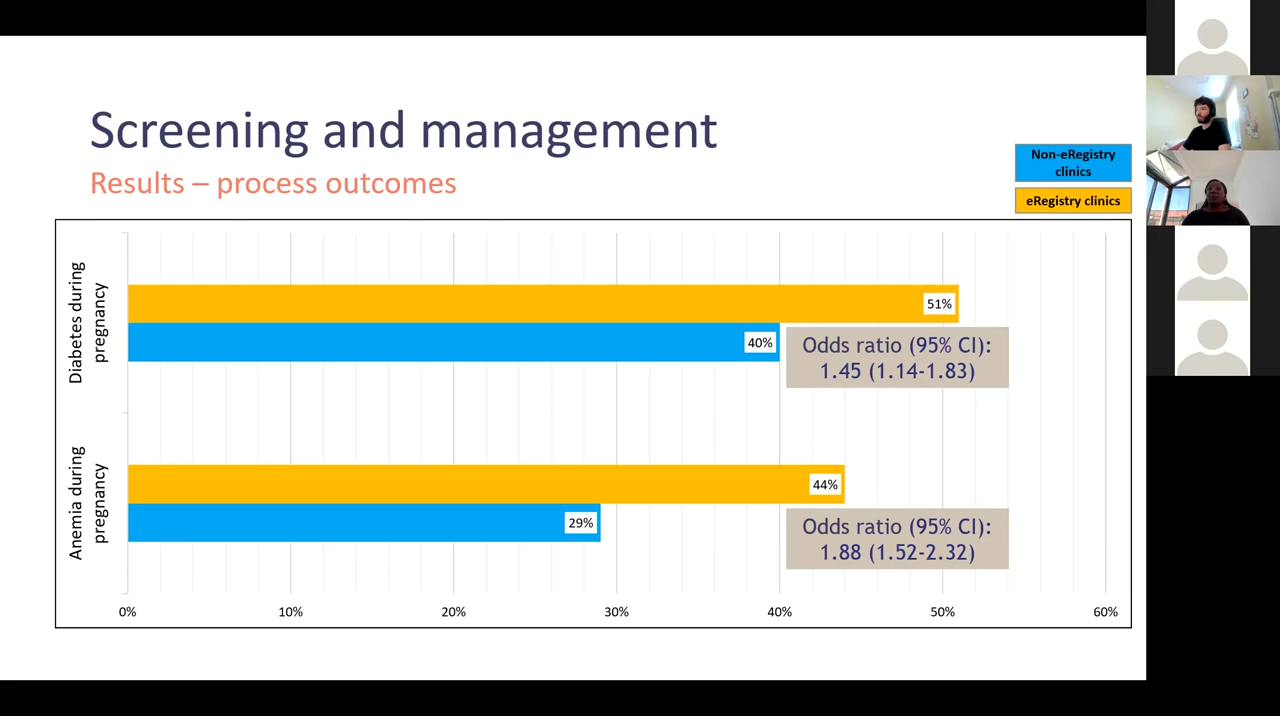 Screening and management
Results – process outcomes
Non-eRegistry
clinics
eRegistry clinics
Diabetes during
pregnancy
51%
40%
Odds ratio (95% CI):
1.45 (1.14-1.83)
Anemia during
pregnancy
44%
29%
Odds ratio (95% CI):
1.88 (1.52-2.32)
0%
10%
20%
30%
40%
50%
60%